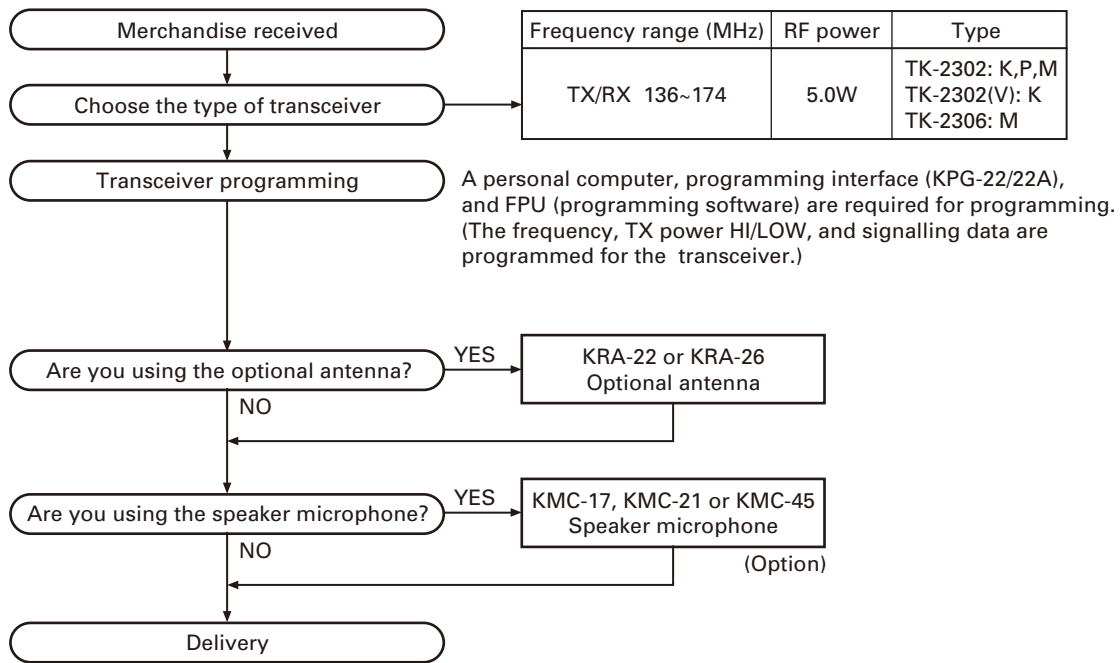 Merchandise received
Frequency range (MHz) RF power Type
TX/RX 136~174 5.0W TK-2302: K,P,M
TK-2302(V): K
TK-2306: M
Choose the type of transceiver
Transceiver programming
A personal computer, programming interface (KPG-22/22A),
and FPU (programming software) are required for programming.
(The frequency, TX power HI/LOW, and signalling data are
programmed for the transceiver.)
Are you using the optional antenna?
YES
KRA-22 or KRA-26
Optional antenna
NO
Are you using the speaker microphone?
YES
KMC-17, KMC-21 or KMC-45
Speaker microphone
(Option)
NO
Delivery